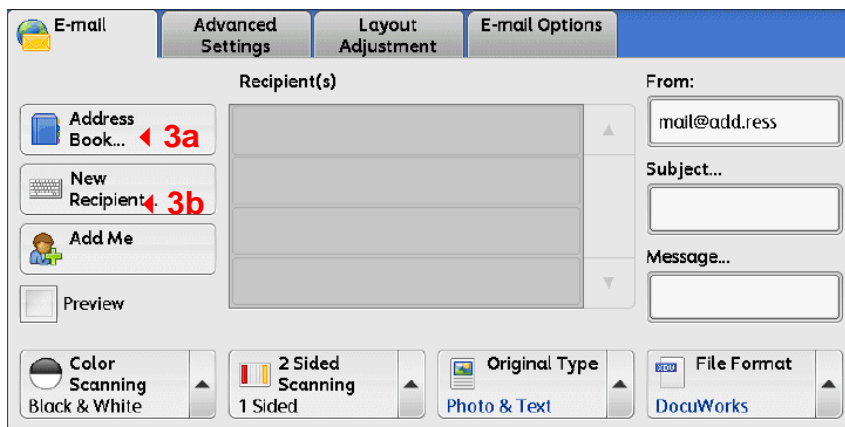 E-mail
Advanced
Settings
Layout
Adjustment
E-mail Options
Recipient(s)
From:
Address
Book...
3a
mail@add.ress
New
Recipient..
3b
Subject...
Add Me
Message...
Preview
Color
Scanning
Black & White
2 Sided
Scanning
1 Sided
Original Type
Photo & Text
XDW
File Format
DocuWorks